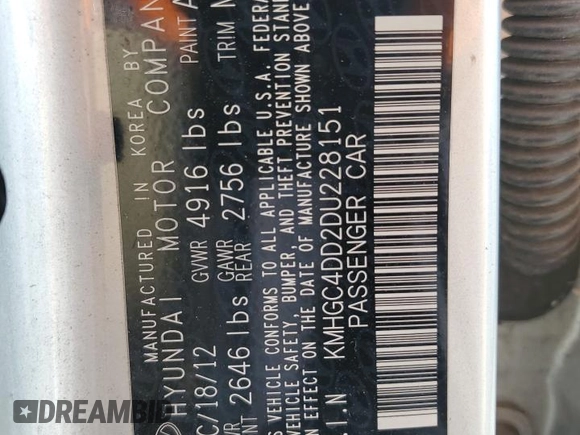 MANUFACTURED IN KOREA BY
HYUNDAI MOTOR COMPAN
C/18/12 GVWR 4916 lbs PAINT A
2646 lbs GAWR REAR 2756 lbs TRIM
VEHICLE CONFORMS TO ALL APPLICABLE U.S.A. FEDERA
VEHICLE SAFETY, BUMPER, AND THEFT PREVENTION STAN
IN EFFECT ON THE DATE OF MANUFACTURE SHOWN ABOVE
KMHGC4DD2DU228151
PASSENGER CAR
DREAMBID